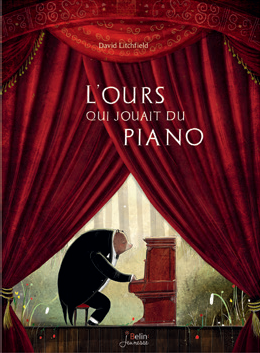 David Litchfield
L'OURS
QUI JOUAIT DU
PIANO
Belin
Jeunesse